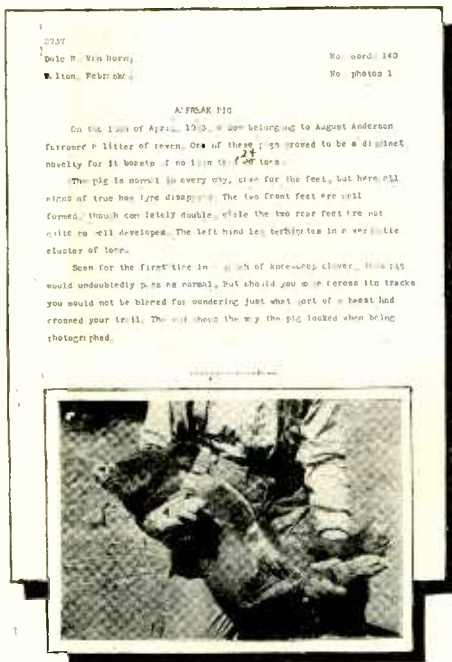 2737
Dale R. Van Horn,
No word 140
Walton, Nebraska.
No photos 1
A FREAK PIG
On the of April, a sow belonging to August Anderson
farrowed a litter of seven. One of these pigs proved to be a distinct
novelty for it boasts of no less than 24 toes.
The pig is normal in every way, save for the feet, but here all
signs of true hog type disappear. The two front feet are well
formed, though completely double, while the two rear feet are not
quite so well developed. The left hind leg terminates in a veritable
cluster of toes.
Seen for the first time in a patch of knee-deep clover, this pig
would undoubtedly pass as normal. But should you come across its tracks
you would not be blamed for wondering just what sort of a beast had
crossed your trail. The cut shows the way the pig looked when being
photographed.